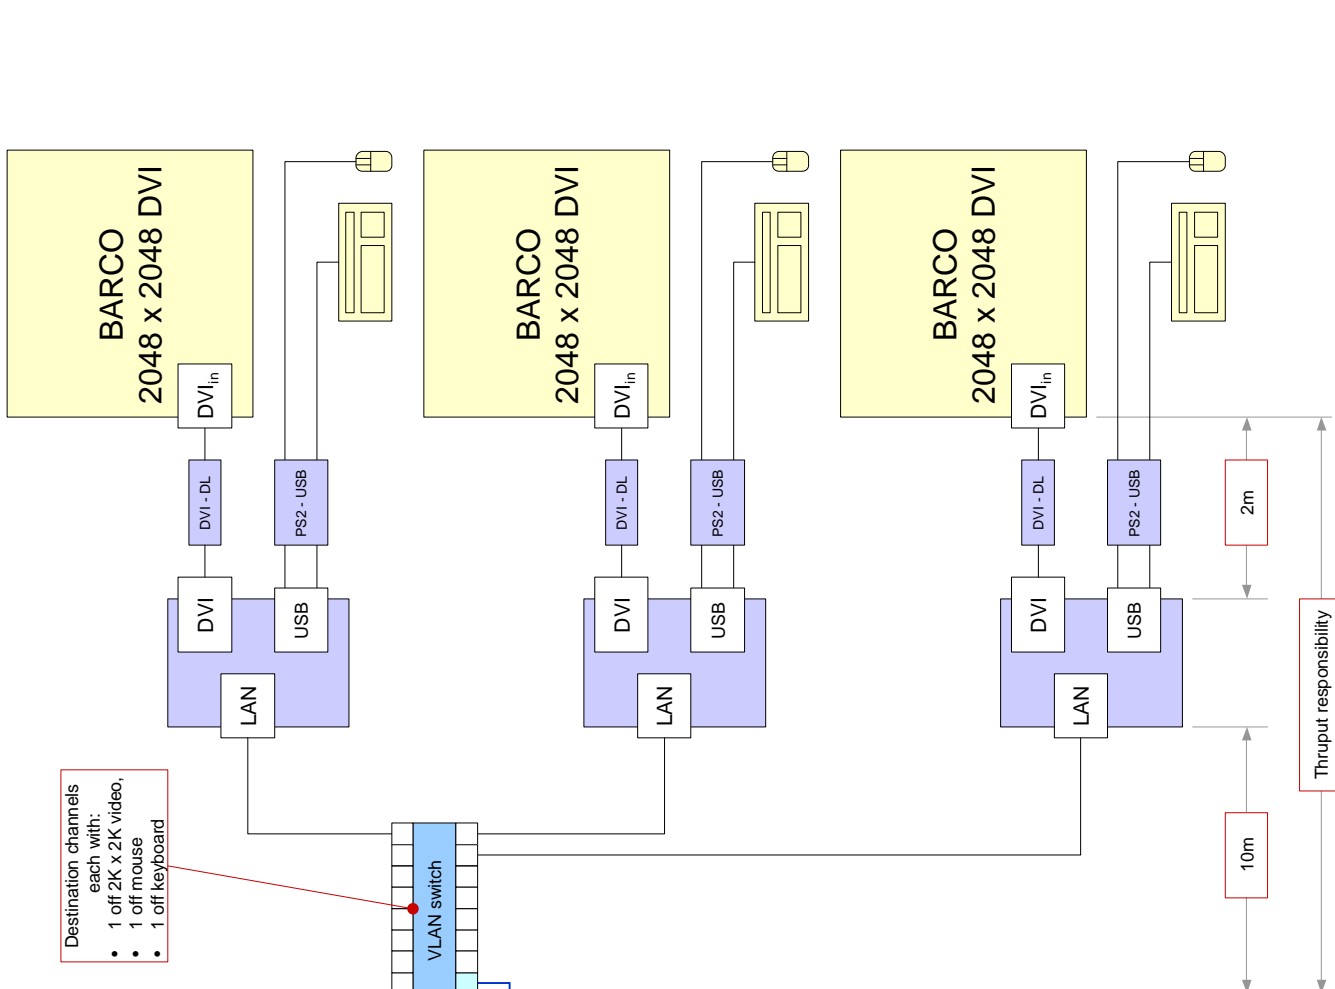 BARCO
2048 x 2048 DVI
DVIin
DVI - DL
PS2 - USB
DVI
USB
LAN
BARCO
2048 x 2048 DVI
DVIin
DVI - DL
PS2 - USB
DVI
USB
LAN
BARCO
2048 x 2048 DVI
DVIin
DVI - DL
PS2 - USB
DVI
USB
LAN
2m
Thruput responsibility
10m
Destination channels
each with:
• 1 off 2K x 2K video,
• 1 off mouse
• 1 off keyboard
VLAN switch